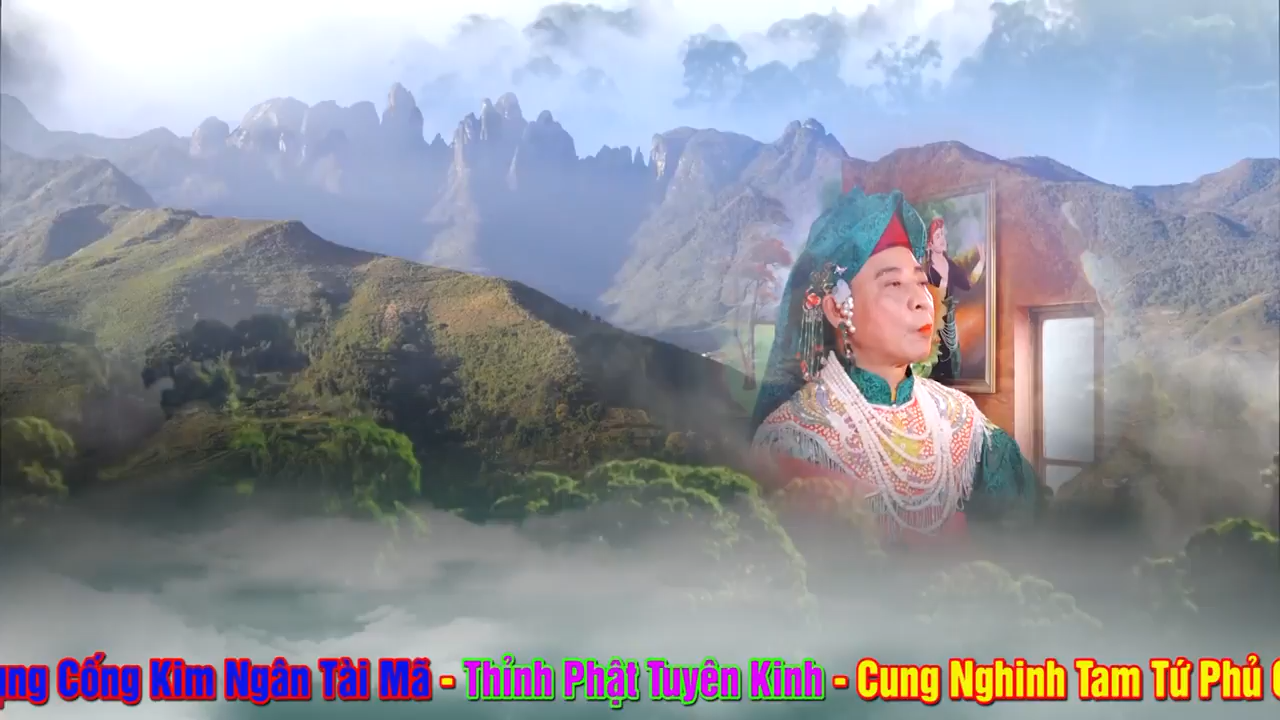 Cống Kim Ngân Tài Mã - Thỉnh Phật Tuyên Kinh - Cung Nghinh Tam Tứ Phủ